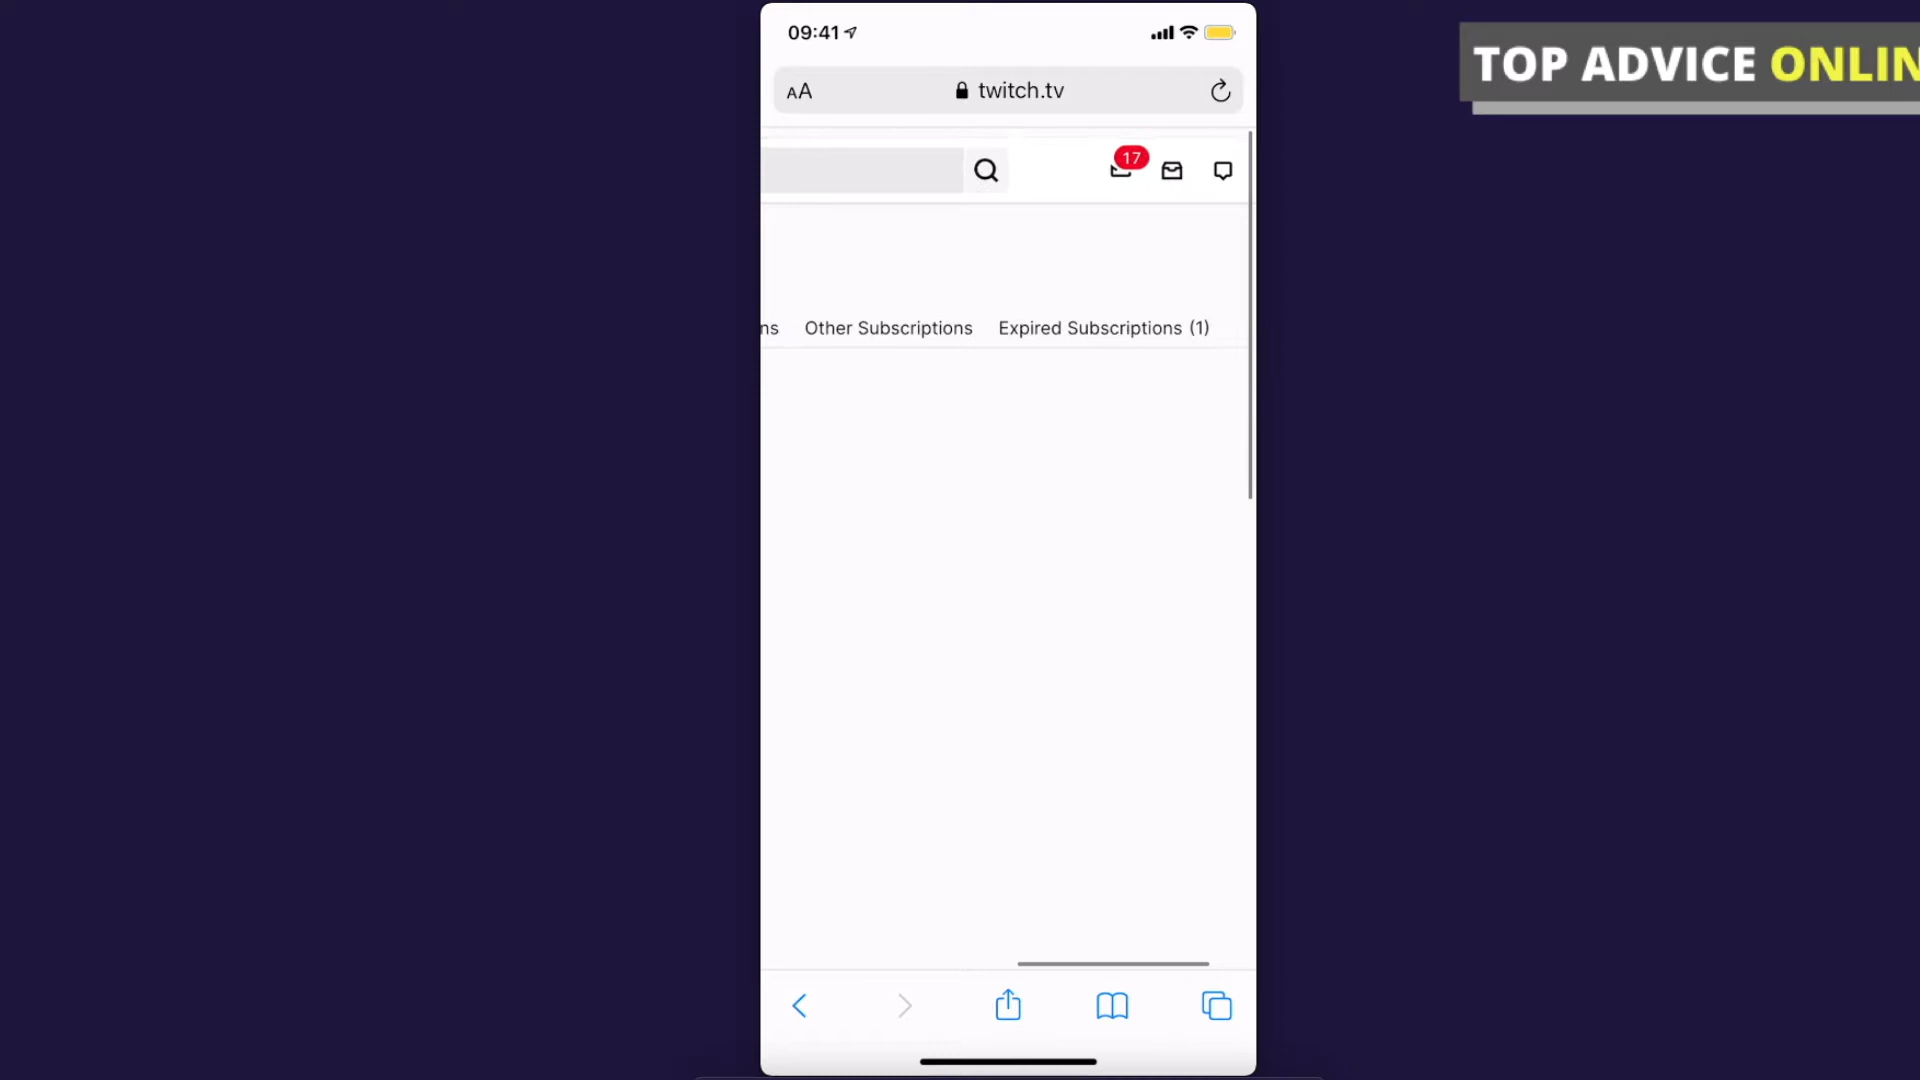 09:41
TOP ADVICE ONLIN
AA
twitch.tv
17
ns Other Subscriptions Expired Subscriptions (1)